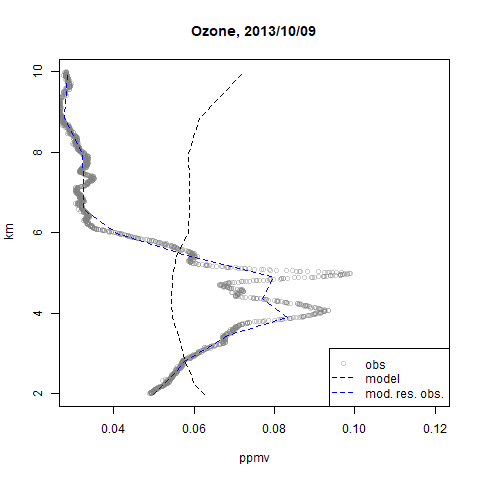 Ozone, 2013/10/09
10
8
6
4
2
km
0.04 0.06 0.08 0.10 0.12
ppmv
obs
model
mod. res. obs.